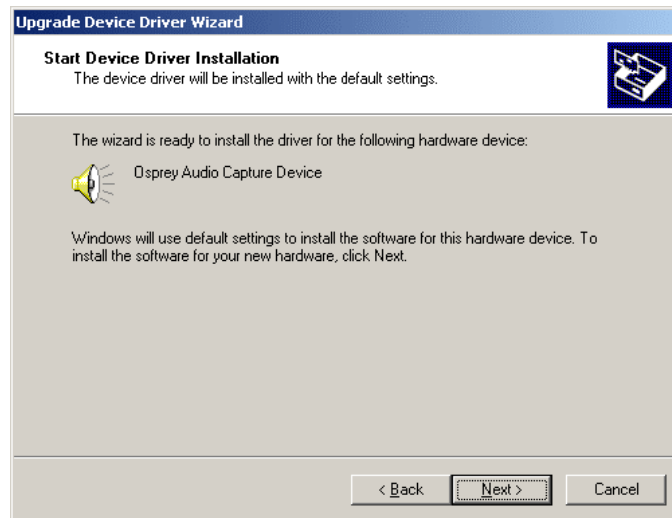 Upgrade Device Driver Wizard
Start Device Driver Installation
The device driver will be installed with the default settings.
The wizard is ready to install the driver for the following hardware device:
Osprey Audio Capture Device
Windows will use default settings to install the software for this hardware device. To
install the software for your new hardware, click Next.
< Back
Next >
Cancel